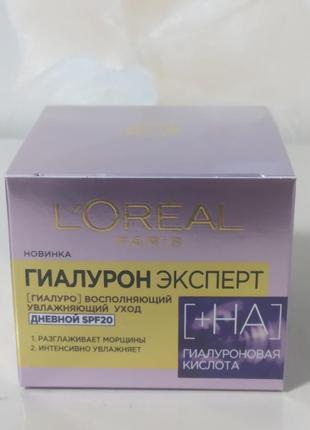 L'ORÉAL
PARIS
НОВИНКА
ГИАЛУРОН ЭКСПЕРТ
[ГИАЛУРО] ВОСПОЛНЯЮЩИЙ
УВЛАЖНЯЮЩИЙ УХОД
ДНЕВНОЙ SPF20
1. РАЗГЛАЖИВАЕТ МОРЩИНЫ
2. ИНТЕНСИВНО УВЛАЖНЯЕТ
[+HA]
ГИАЛУРОНОВАЯ
КИСЛОТА